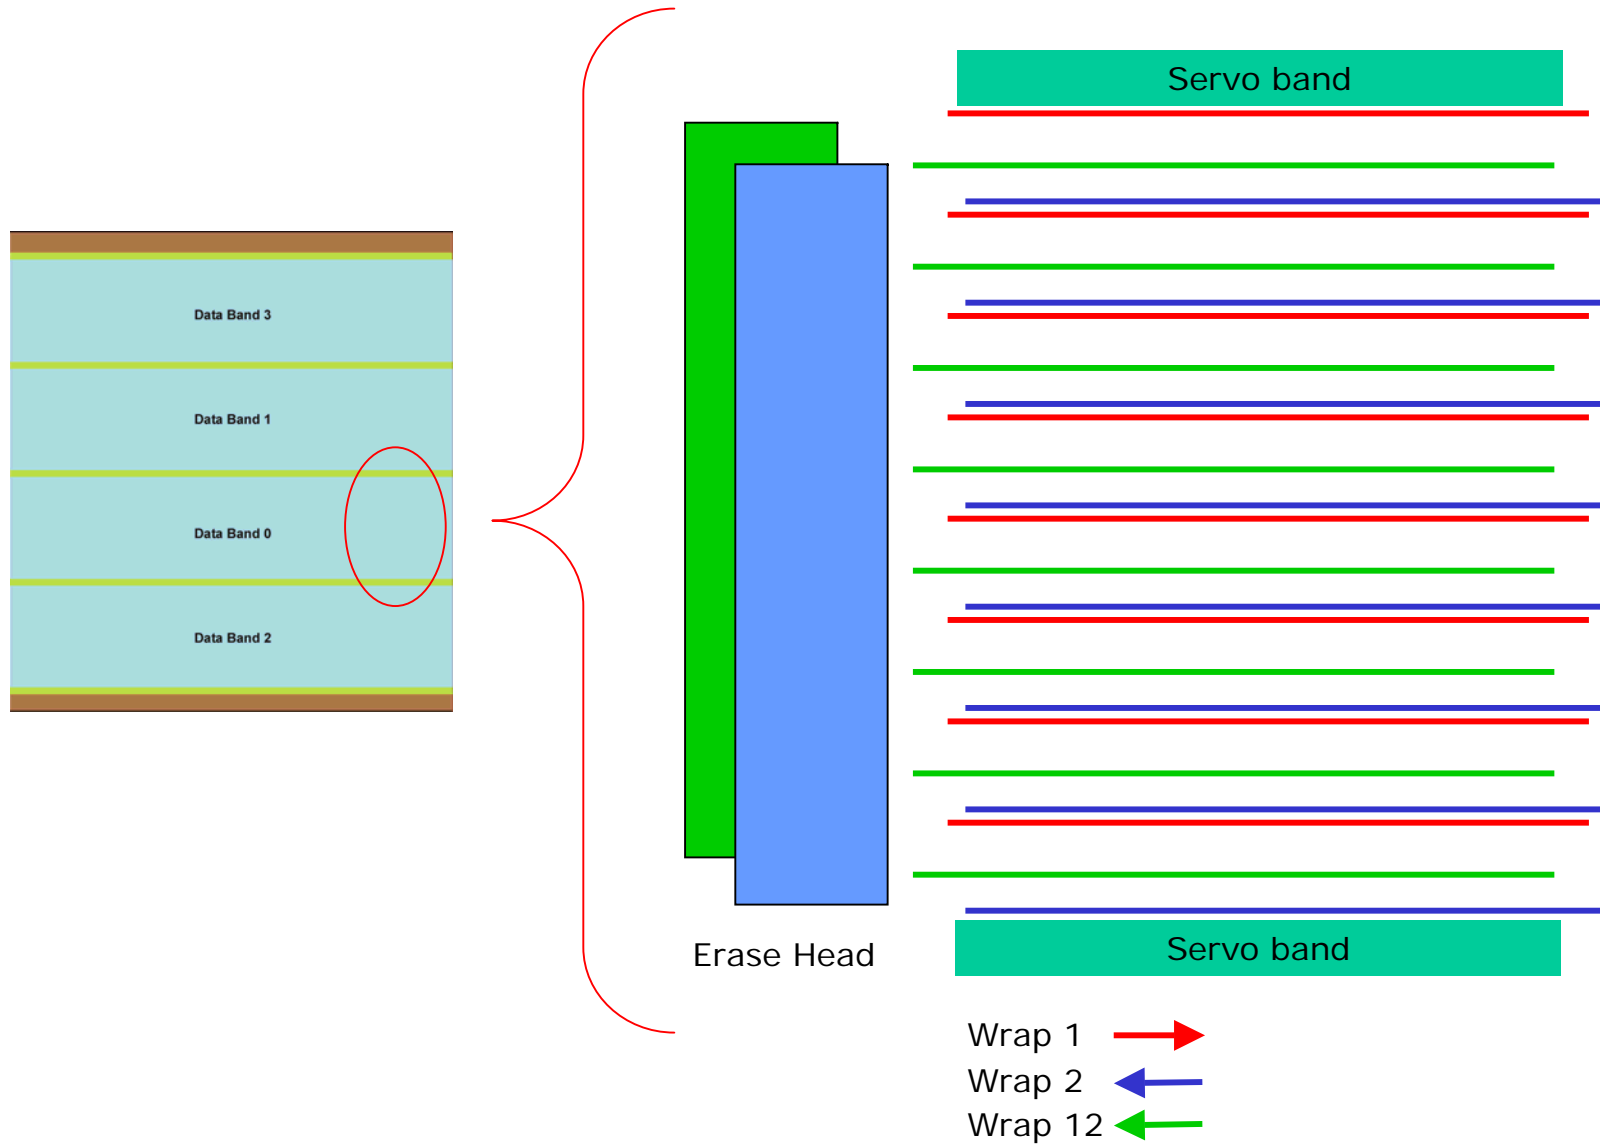 Servo band
Data Band 3
Data Band 1
Data Band 0
Data Band 2
Erase Head
Servo band
Wrap 1
Wrap 2
Wrap 12